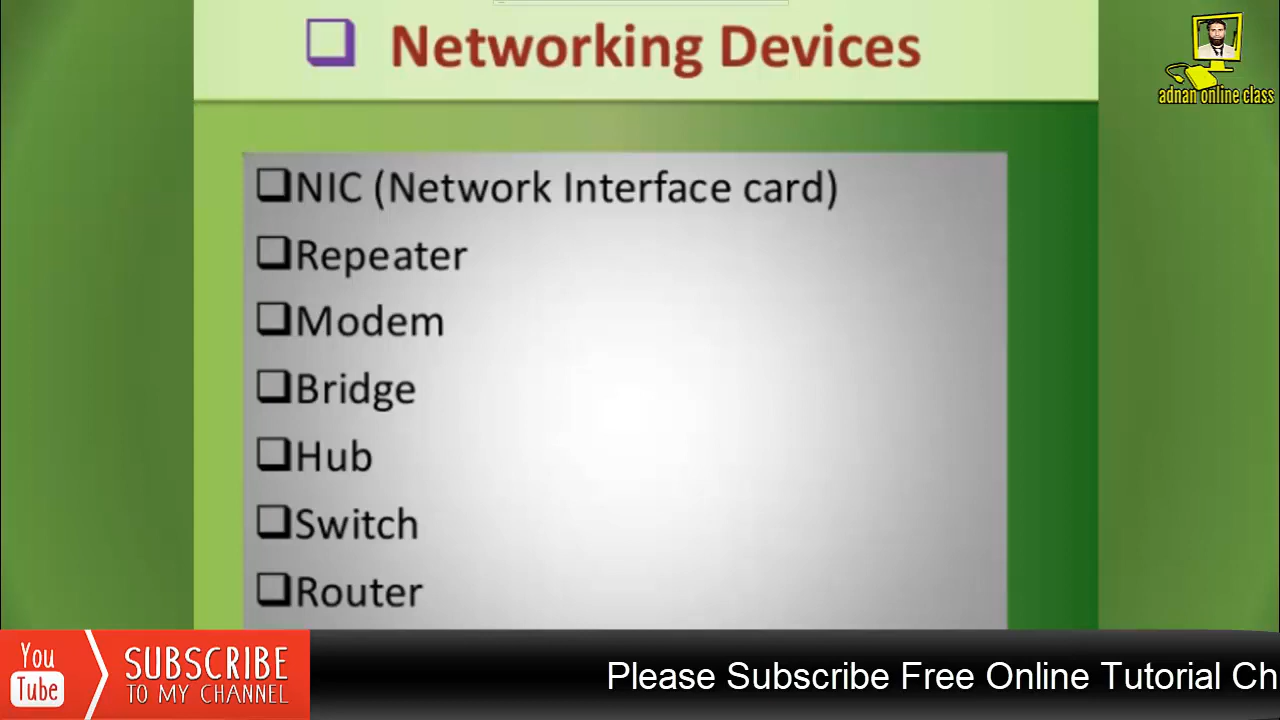 Networking Devices
adnan online class
NIC (Network Interface card)
Repeater
Modem
Bridge
Hub
Switch
Router
You
Tube
SUBSCRIBE
TO MY CHANNEL
Please Subscribe Free Online Tutorial Ch